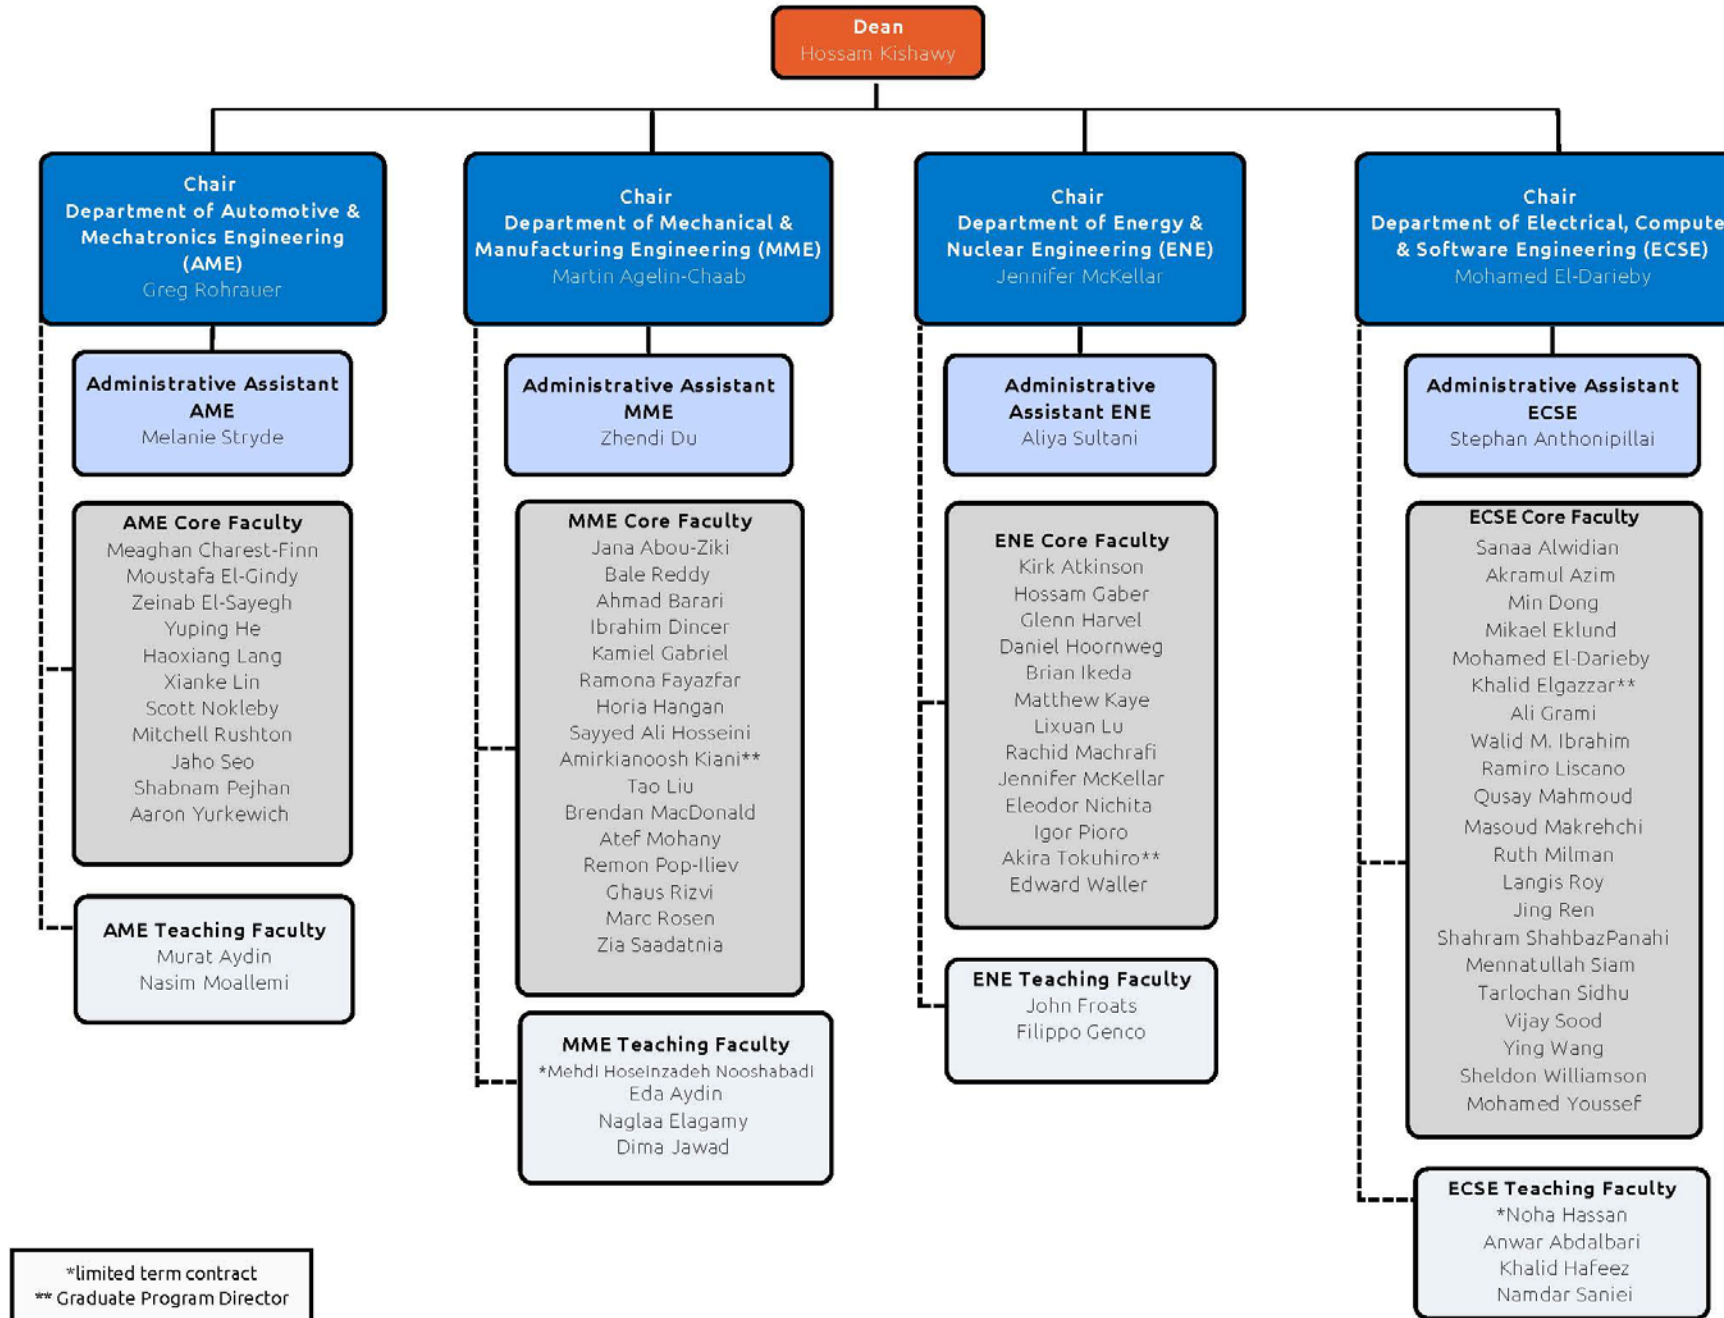 Dean
Hossam Kishawy
Chair
Department of Automotive &
Mechatronics Engineering
(AME)
Greg Rohrauer
Administrative Assistant
AME
Melanie Stryde
AME Core Faculty
Meaghan Charest-Finn
Moustafa El-Gindy
Zeinab El-Sayegh
Yuping He
Haoxiang Lang
Xianke Lin
Scott Nokleby
Mitchell Rushton
Jaho Seo
Shabnam Pejhan
Aaron Yurkewich
AME Teaching Faculty
Murat Aydin
Nasim Moallemi
Chair
Department of Mechanical &
Manufacturing Engineering (MME)
Martin Agelin-Chaab
Administrative Assistant
MME
Zhendi Du
MME Core Faculty
Jana Abou-Ziki
Bale Reddy
Ahmad Barari
Ibrahim Dincer
Kamiel Gabriel
Ramona Fayazfar
Horia Hangan
Sayyed Ali Hosseini
Amirkianoosh Kiani**
Tao Liu
Brendan MacDonald
Atef Mohany
Remon Pop-Iliev
Ghaus Rizvi
Marc Rosen
Zia Saadatnia
MME Teaching Faculty
*Mehdi Hoseinzadeh Nooshabadi
Eda Aydin
Naglaa Elagamy
Dima Jawad
Chair
Department of Energy &
Nuclear Engineering (ENE)
Jennifer McKellar
Administrative
Assistant ENE
Aliya Sultani
ENE Core Faculty
Kirk Atkinson
Hossam Gaber
Glenn Harvel
Daniel Hoornweg
Brian Ikeda
Matthew Kaye
Lixuan Lu
Rachid Machrafi
Jennifer McKellar
Eleodor Nichita
Igor Pioro
Akira Tokuhiro**
Edward Waller
ENE Teaching Faculty
John Froats
Filippo Genco
Chair
Department of Electrical, Compute
& Software Engineering (ECSE)
Mohamed El-Darieby
Administrative Assistant
ECSE
Stephan Anthonipillai
ECSE Core Faculty
Sanaa Alwidian
Akramul Azim
Min Dong
Mikael Eklund
Mohamed El-Darieby
Khalid Elgazzar**
Ali Grami
Walid M. Ibrahim
Ramiro Liscano
Qusay Mahmoud
Masoud Makrehchi
Ruth Milman
Langis Roy
Jing Ren
Shahram ShahbazPanahi
Mennatullah Siam
Tarlochan Sidhu
Vijay Sood
Ying Wang
Sheldon Williamson
Mohamed Youssef
ECSE Teaching Faculty
*Noha Hassan
Anwar Abdalbari
Khalid Hafeez
Namdar Saniei
*limited term contract
** Graduate Program Director